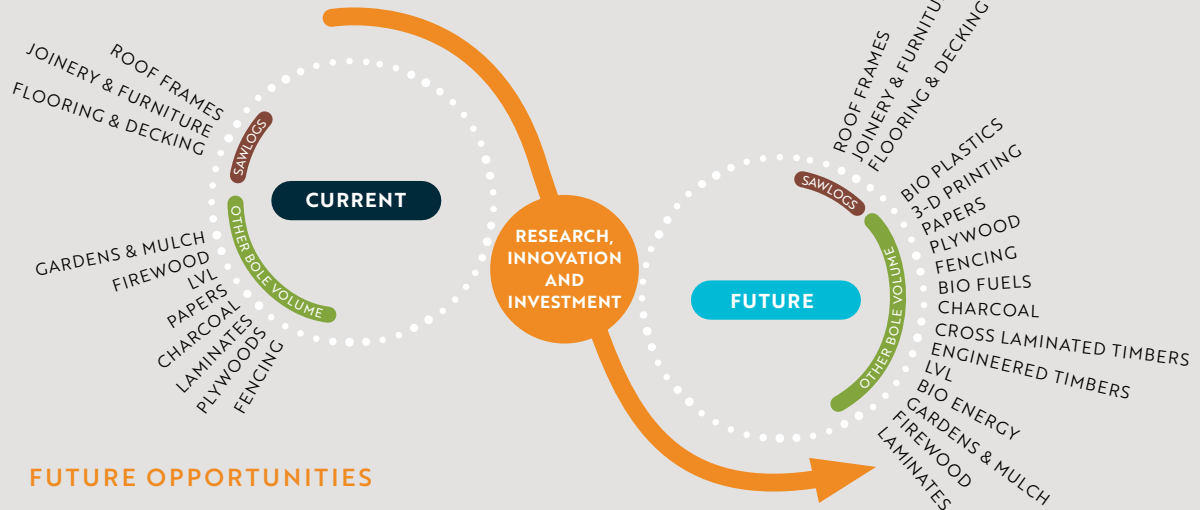 ROOF FRAMES
JOINERY & FURNITURE
FLOORING & DECKING
SAWLOGS
CURRENT
OTHER BOLE VOLUME
GARDENS & MULCH
FIREWOOD
LVL
PAPERS
CHARCOAL
LAMINATES
PLYWOODS
FENCING
RESEARCH,
INNOVATION
AND
INVESTMENT
ROOF FRAMES
JOINERY & FURNITU
FLOORING & DECKING
SAWLOGS
FUTURE
OTHER BOLE VOLUME
BIO PLASTICS
3-D PRINTING
PAPERS
PLYWOOD
FENCING
BIO FUELS
CHARCOAL
CROSS LAMINATED TIMBERS
ENGINEERED TIMBERS
LVL
BIO ENERGY
GARDENS & MULCH
FIREWOOD
LAMINATES
FUTURE OPPORTUNITIES